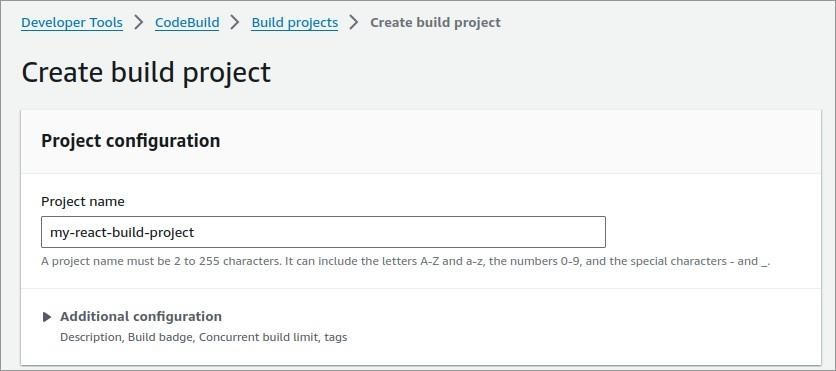 Developer Tools > CodeBuild > Build projects > Create build project
Create build project
Project configuration
Project name
my-react-build-project
A project name must be 2 to 255 characters. It can include the letters A-Z and a-z, the numbers 0-9, and the special characters - and _.
Additional configuration
Description, Build badge, Concurrent build limit, tags